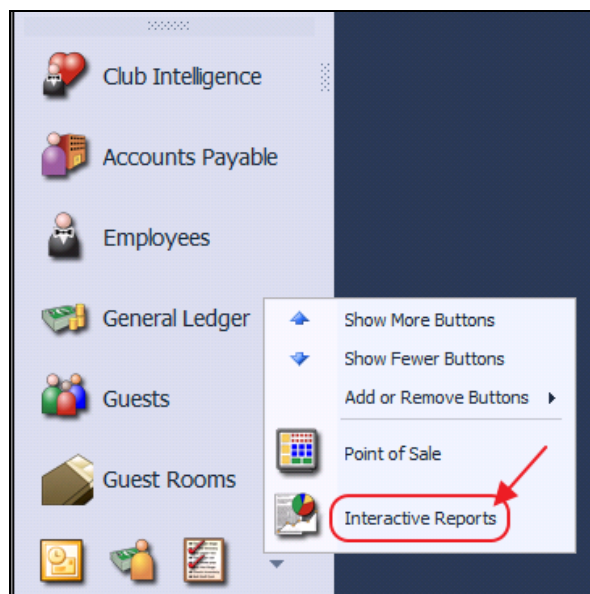 Club Intelligence
Accounts Payable
Employees
General Ledger
Guests
Guest Rooms
Show More Buttons
Show Fewer Buttons
Add or Remove Buttons
Point of Sale
Interactive Reports